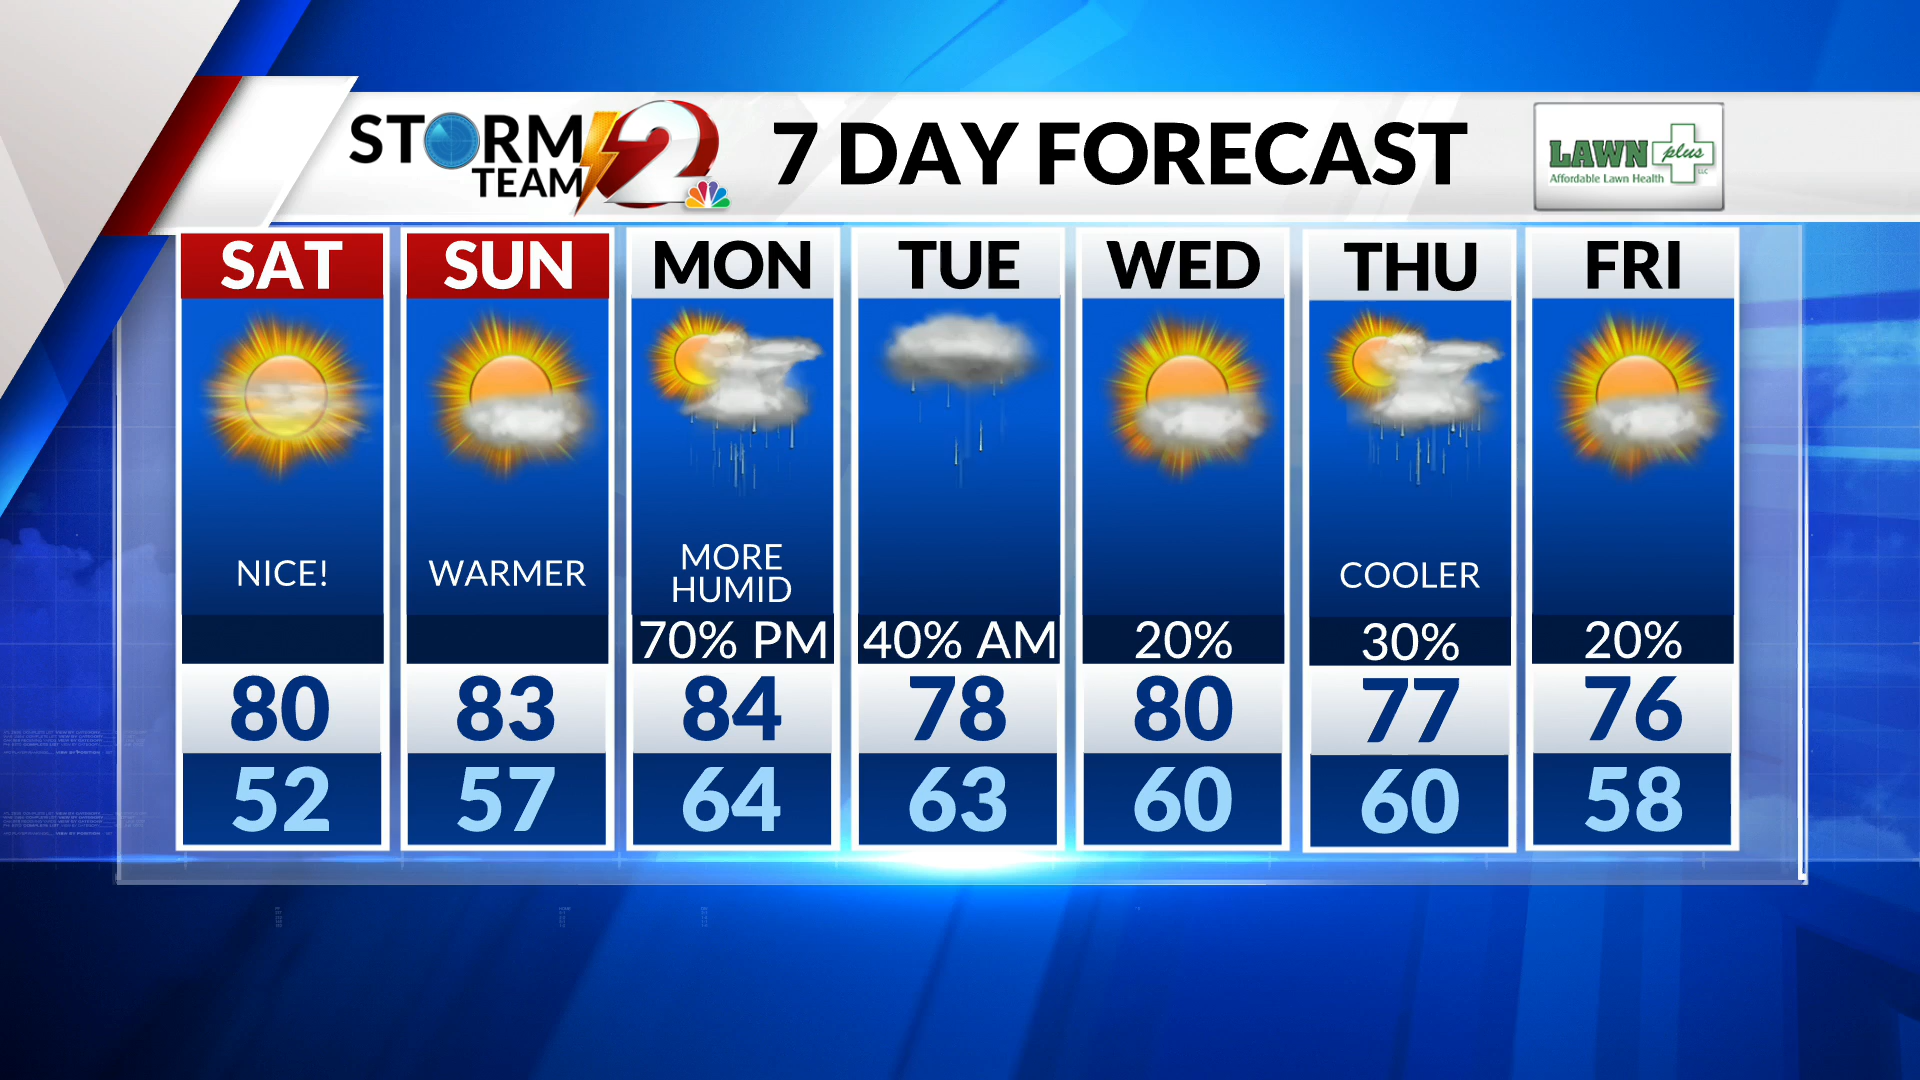 STORM
TEAM 2
7 DAY FORECAST
LAWN plus LLC
Affordable Lawn Health
SAT SUN MON TUE WED THU FRI
NICE! WARMER MORE HUMID COOLER
70% PM 40% AM 20% 30% 20%
80 83 84 78 80 77 76
52 57 64 63 60 60 58